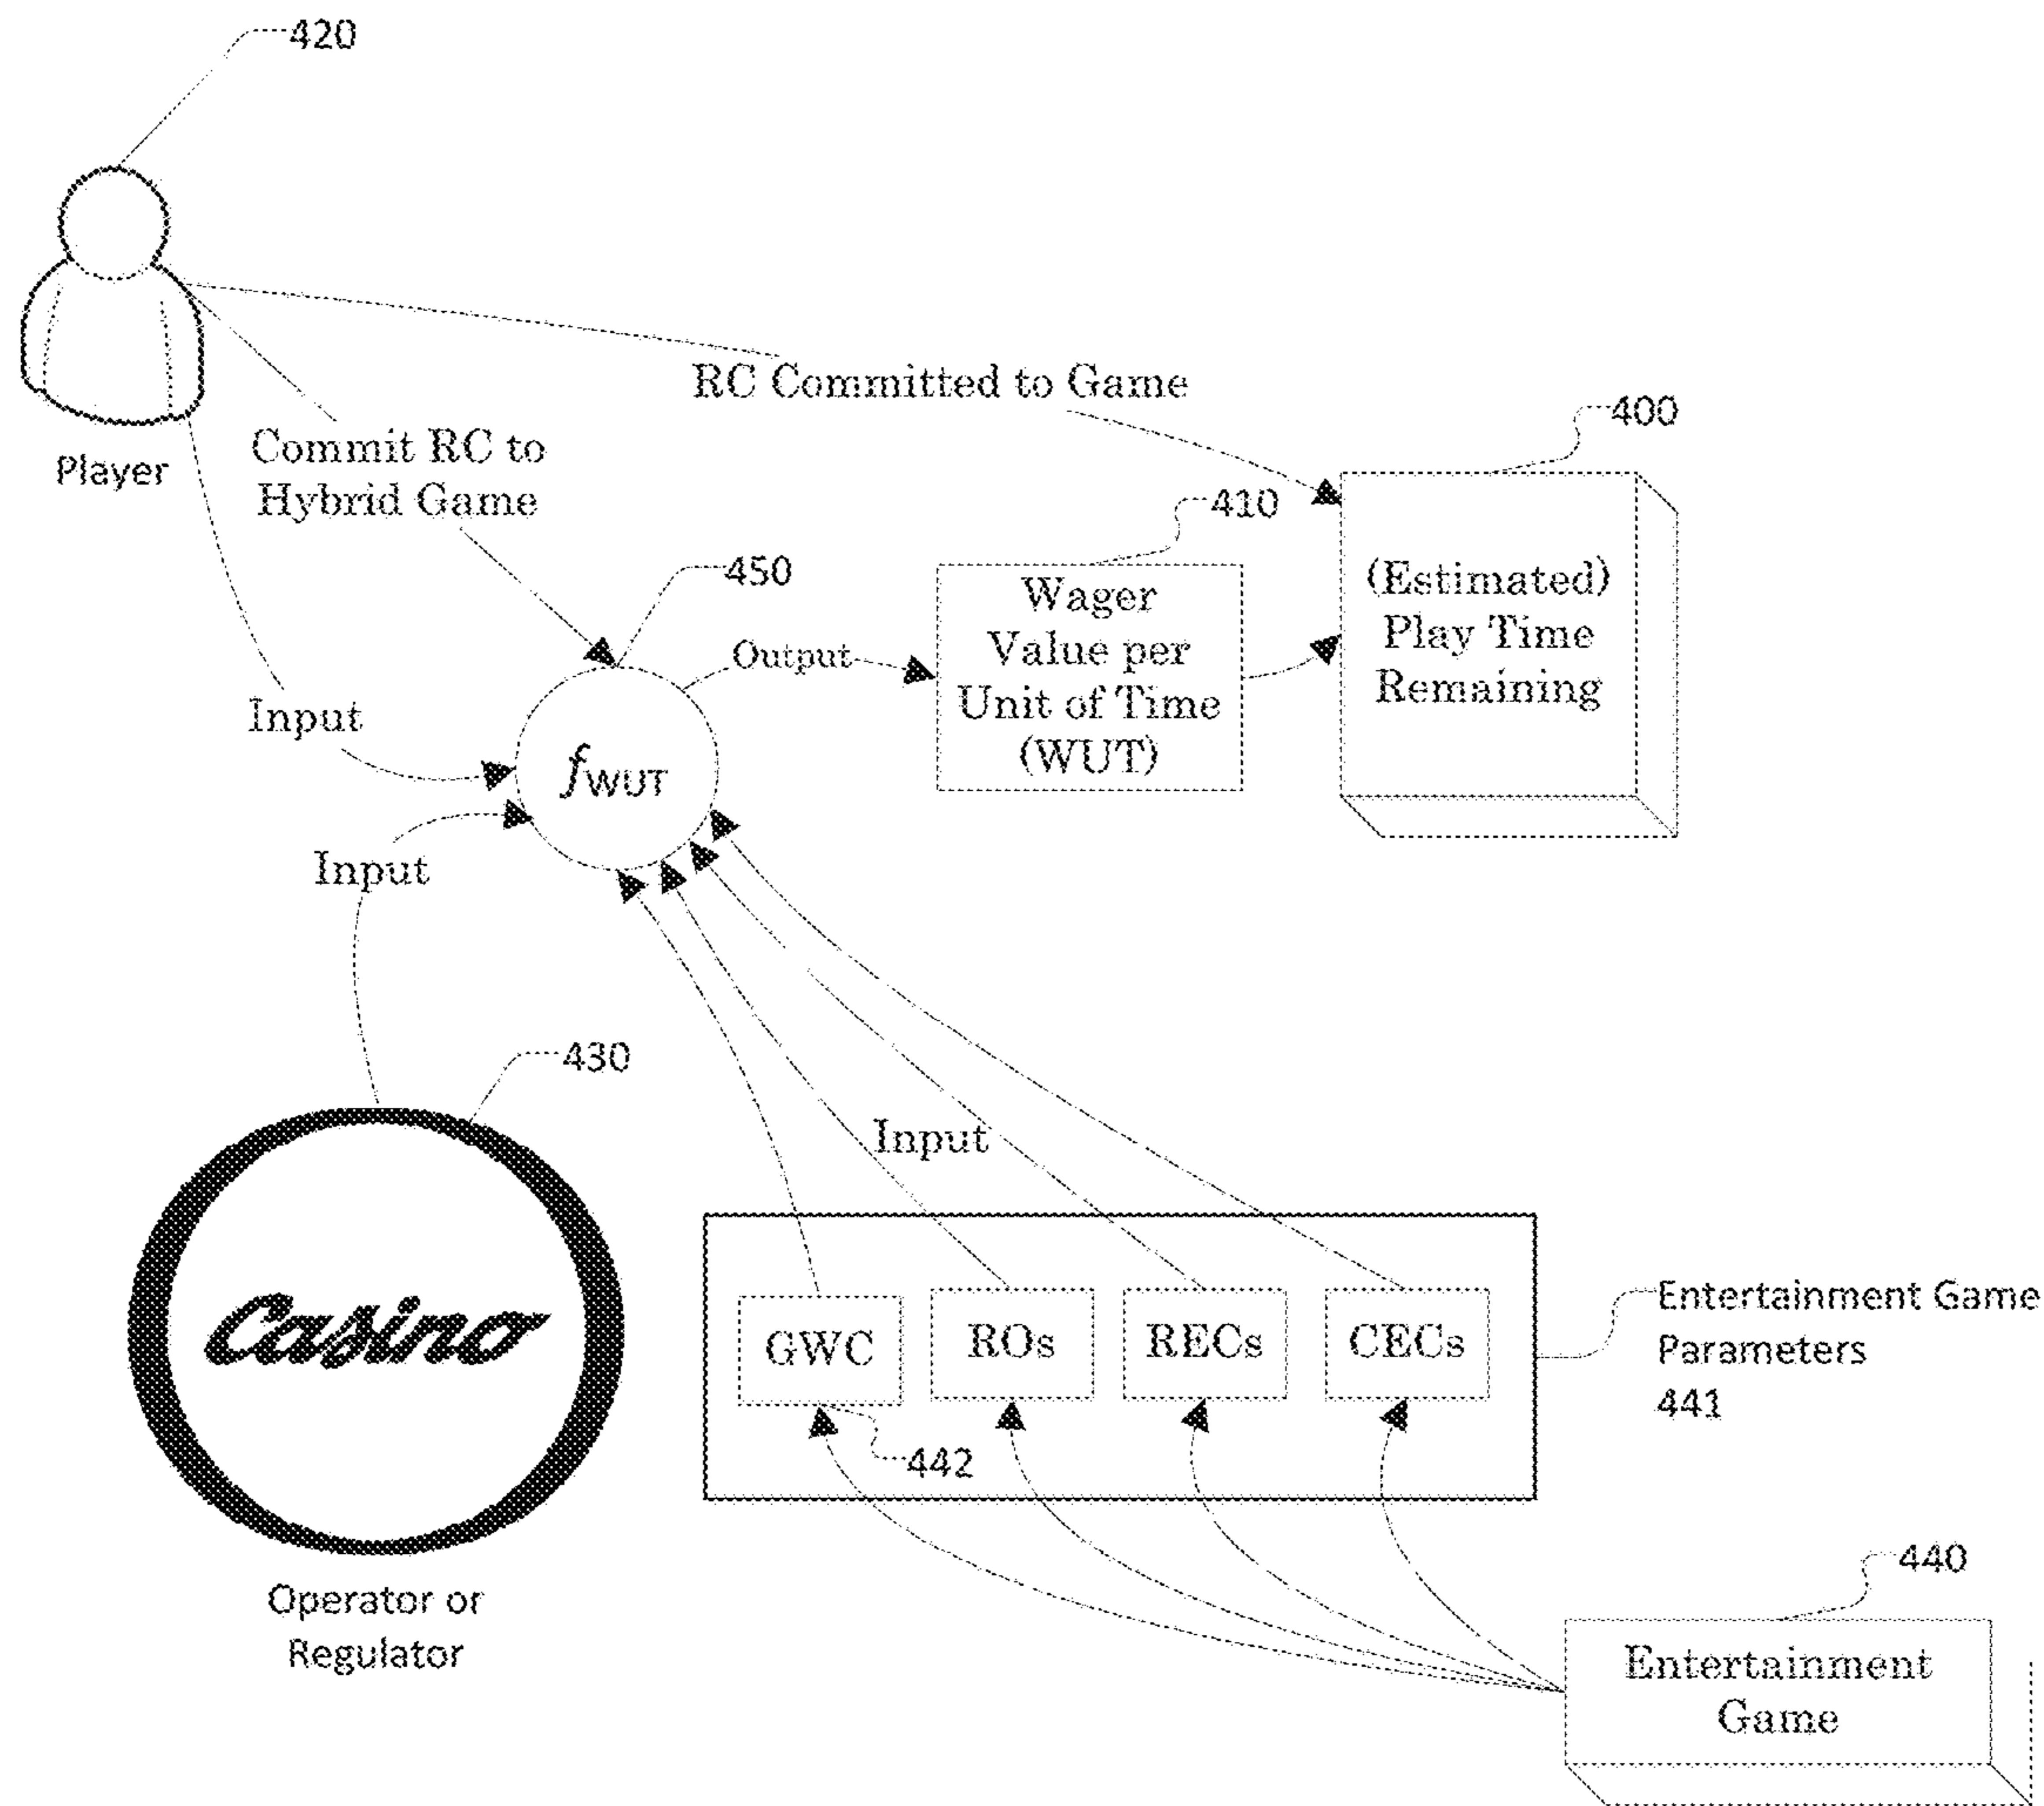 420
Player
RC Committed to Game
Commit RC to
Hybrid Game
400
410
450
Output
Wager
Value per
Unit of Time
(WUT)
(Estimated)
Play Time
Remaining
Input
fWUT
Input
430
Input
Casino
Operator or
Regulator
GWC
ROs
RECs
CECs
442
Entertainment Game
Parameters
441
440
Entertainment
Game